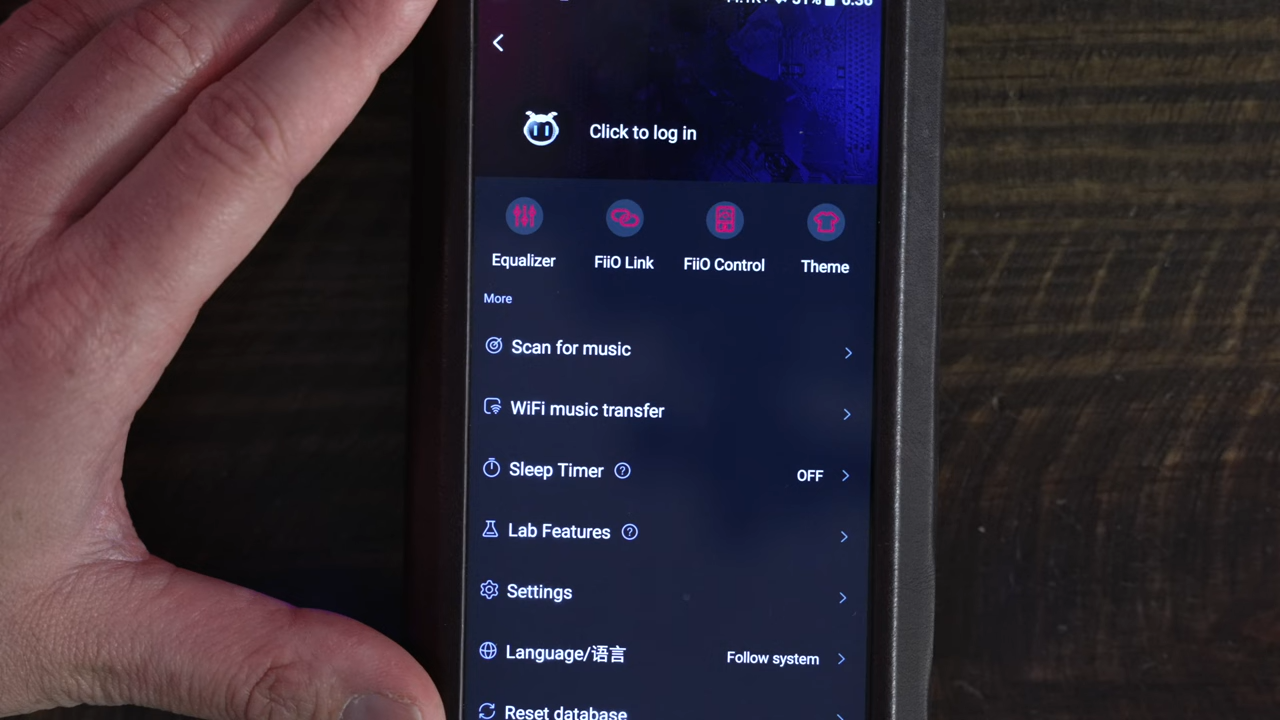 Click to log in
Equalizer FiiO Link FiiO Control Theme
More
Scan for music
WiFi music transfer
Sleep Timer ? OFF
Lab Features ?
Settings
Language/语言 Follow system
Reset database